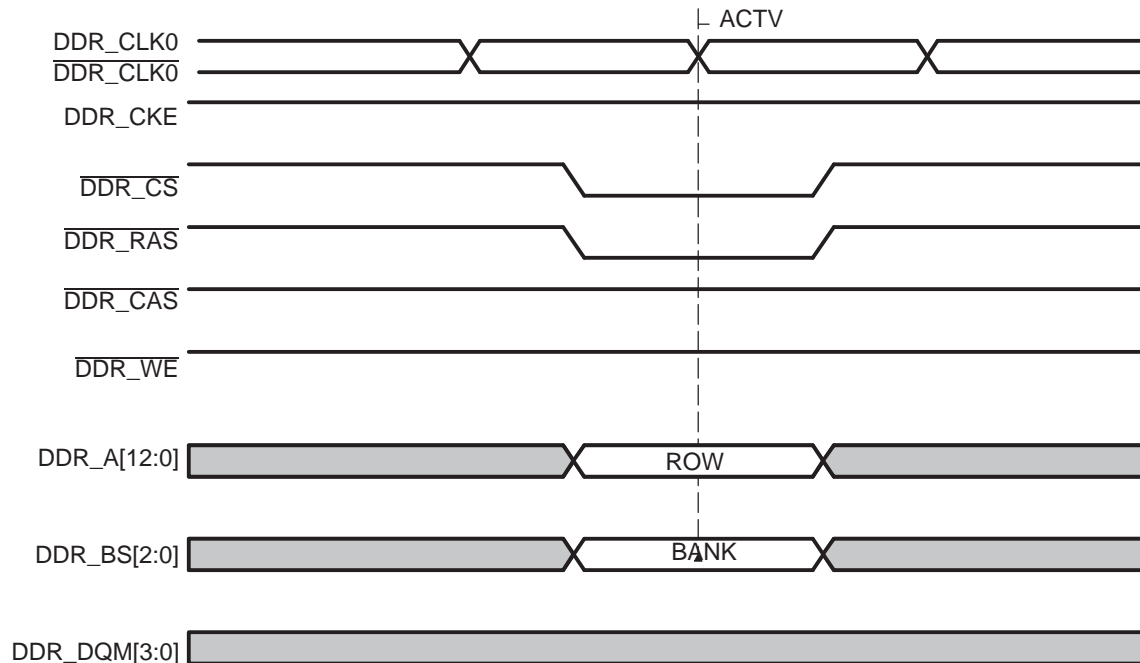 ACTV
DDR_CLK0
DDR_CLK0
DDR_CKE
DDR_CS
DDR_RAS
DDR_CAS
DDR_WE
DDR_A[12:0]
ROW
DDR_BS[2:0]
BANK
DDR_DQM[3:0]